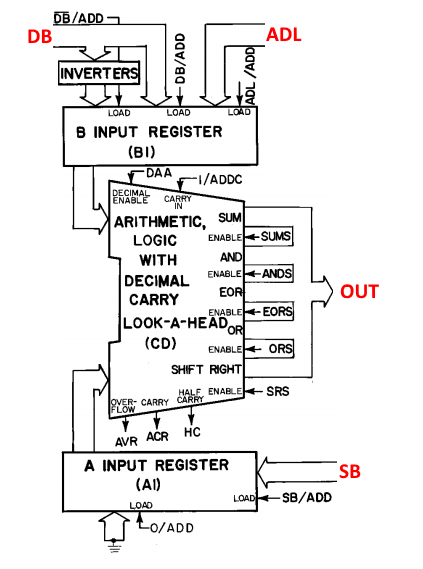 D̅B̅/ADD
DB
ADL
INVERTERS
DB/ADD
ADL/ADD
LOAD
LOAD
LOAD
B INPUT REGISTER
(BI)
DAA
1/ADDC
DECIMAL
ENABLE
CARRY
IN
ARITHMETIC,
LOGIC
WITH
DECIMAL
CARRY
LOOK-A-HEAD
(CD)
SUM
ENABLE
SUMS
AND
ENABLE
ANDS
EOR
ENABLE
EORS
OR
ENABLE
ORS
SHIFT RIGHT
ENABLE
SRS
OUT
OVER-
FLOW
CARRY
HALF
CARRY
AVR
ACR
HC
A INPUT REGISTER
(AI)
SB
LOAD
SB/ADD
LOAD
O/ADD